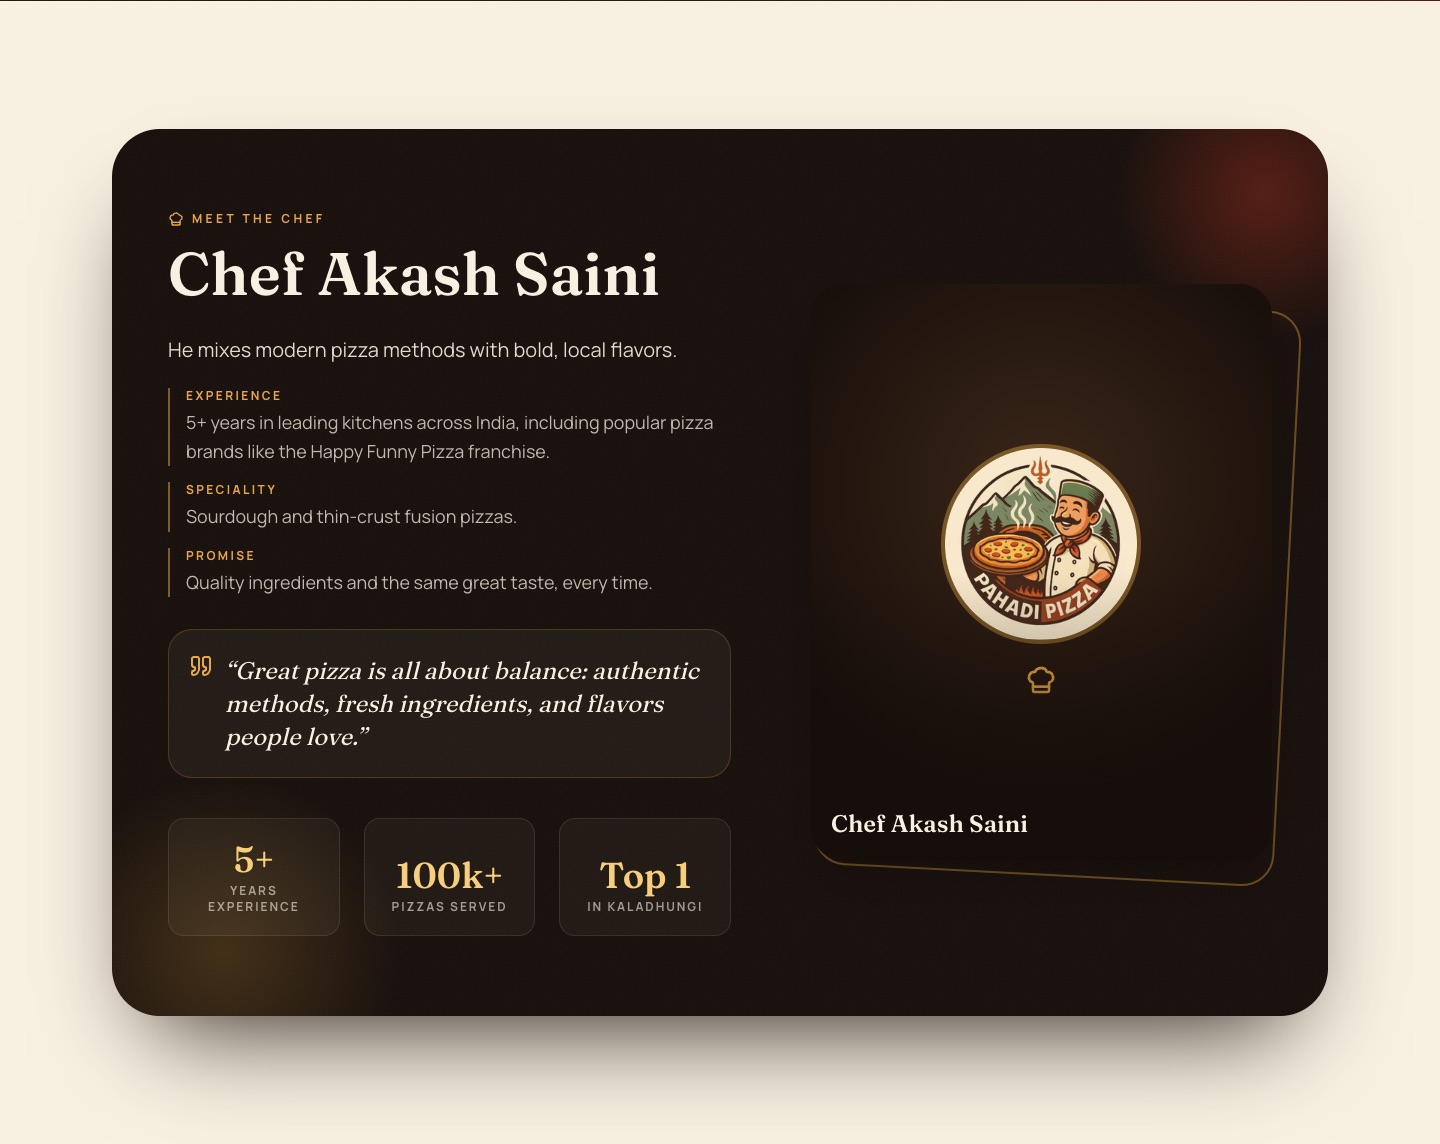 MEET THE CHEF
Chef Akash Saini
He mixes modern pizza methods with bold, local flavors.
EXPERIENCE
5+ years in leading kitchens across India, including popular pizza
brands like the Happy Funny Pizza franchise.
SPECIALITY
Sourdough and thin-crust fusion pizzas.
PROMISE
Quality ingredients and the same great taste, every time.
“Great pizza is all about balance: authentic
methods, fresh ingredients, and flavors
people love.”
5+
YEARS
EXPERIENCE
100k+
PIZZAS SERVED
Top 1
IN KALADHUNGI
PAHADI PIZZA
Chef Akash Saini